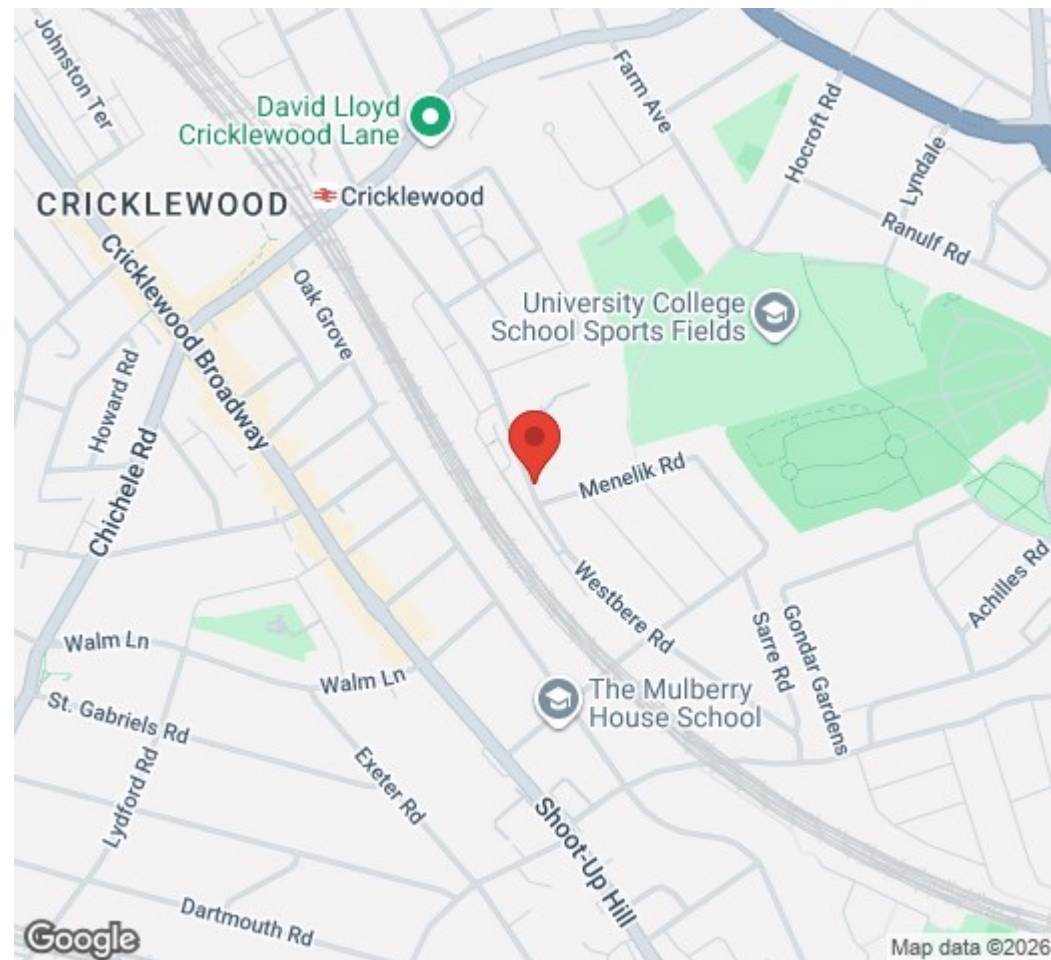 Johnston Ter
Farm Ave
Hocroft Rd
Lyndale
David Lloyd
Cricklewood Lane
CRICKLEWOOD
Cricklewood
Ranulf Rd
Cricklewood Broadway
Oak Grove
University College
School Sports Fields
Howard Rd
Chichele Rd
Menelik Rd
Westbere Rd
Achilles Rd
Sarre Rd
Gondar Gardens
Walm Ln
Walm Ln
The Mulberry
House School
St. Gabriels Rd
Lydford Rd
Exeter Rd
Shoot-Up Hill
Dartmouth Rd
Google
Map data ©2026